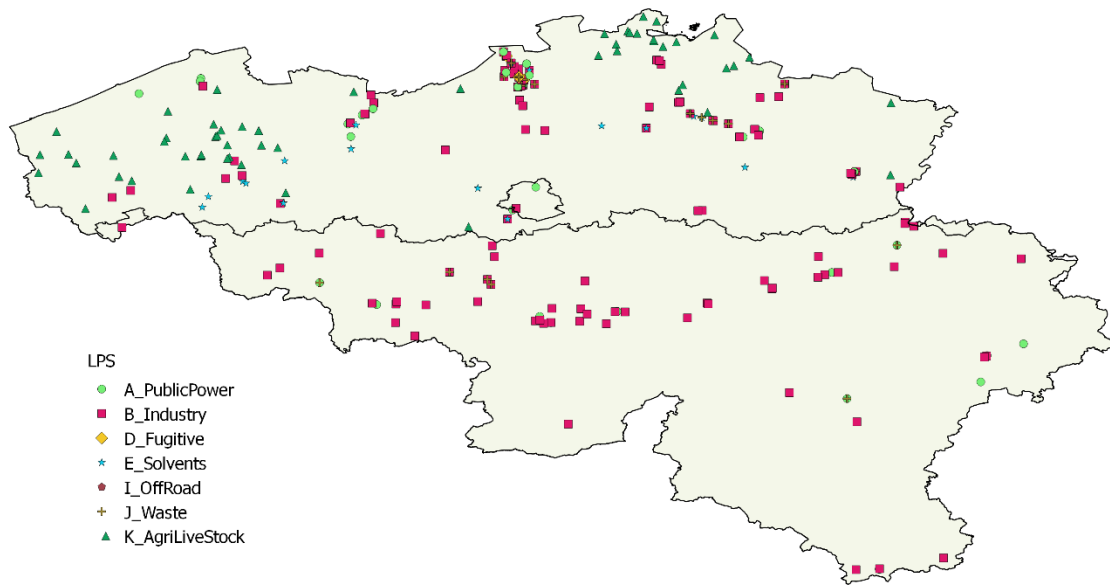 LPS
A_PublicPower
B_Industry
D_Fugitive
E_Solvents
I_OffRoad
J_Waste
K_AgriLiveStock